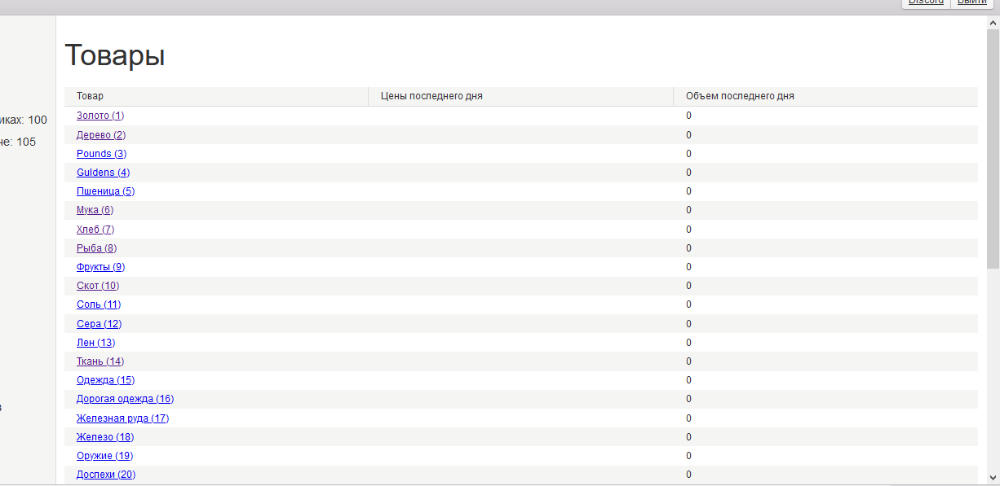 Discord Выйти
Товары
Товар Цены последнего дня Объем последнего дня
Золото (1) 0
иках: 100
Дерево (2) 0
не: 105
Pounds (3) 0
Guldens (4) 0
Пшеница (5) 0
Мука (6) 0
Хлеб (7) 0
Рыба (8) 0
Фрукты (9) 0
Скот (10) 0
Соль (11) 0
Сера (12) 0
Лен (13) 0
Ткань (14) 0
Одежда (15) 0
Дорогая одежда (16) 0
Железная руда (17) 0
Железо (18) 0
Оружие (19) 0
Доспехи (20) 0